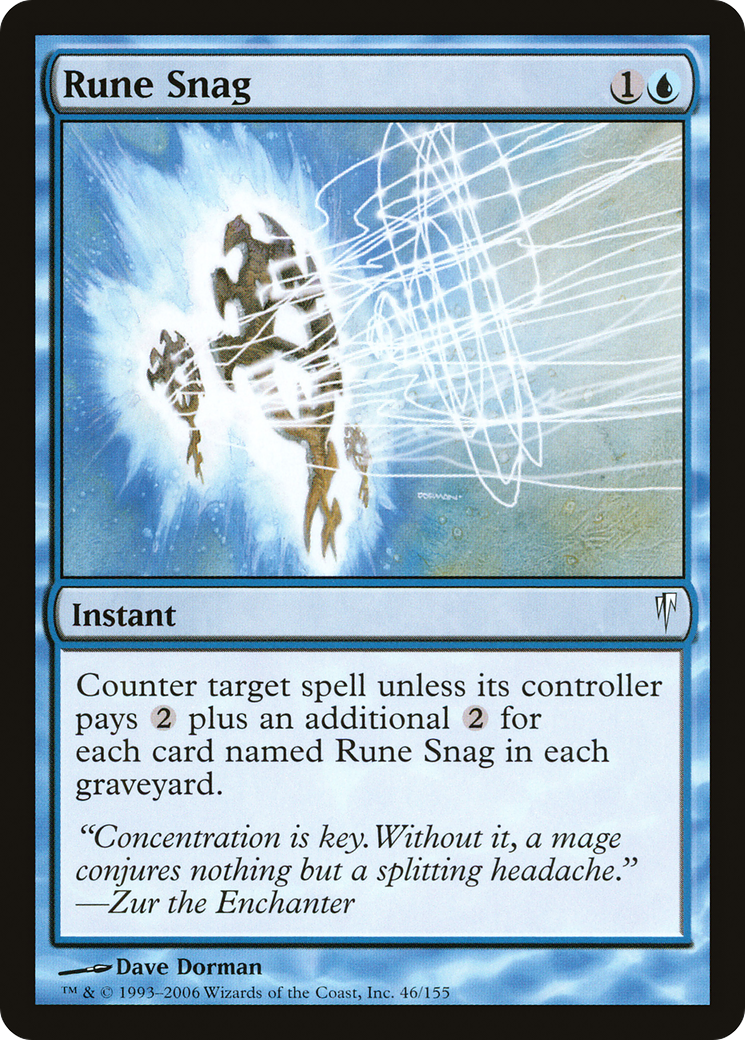 Rune Snag
1
Instant
Counter target spell unless its controller
pays 2 plus an additional 2 for
each card named Rune Snag in each
graveyard.
“Concentration is key. Without it, a mage
conjures nothing but a splitting headache.”
—Zur the Enchanter
Dave Dorman
™ & © 1993–2006 Wizards of the Coast, Inc. 46/155